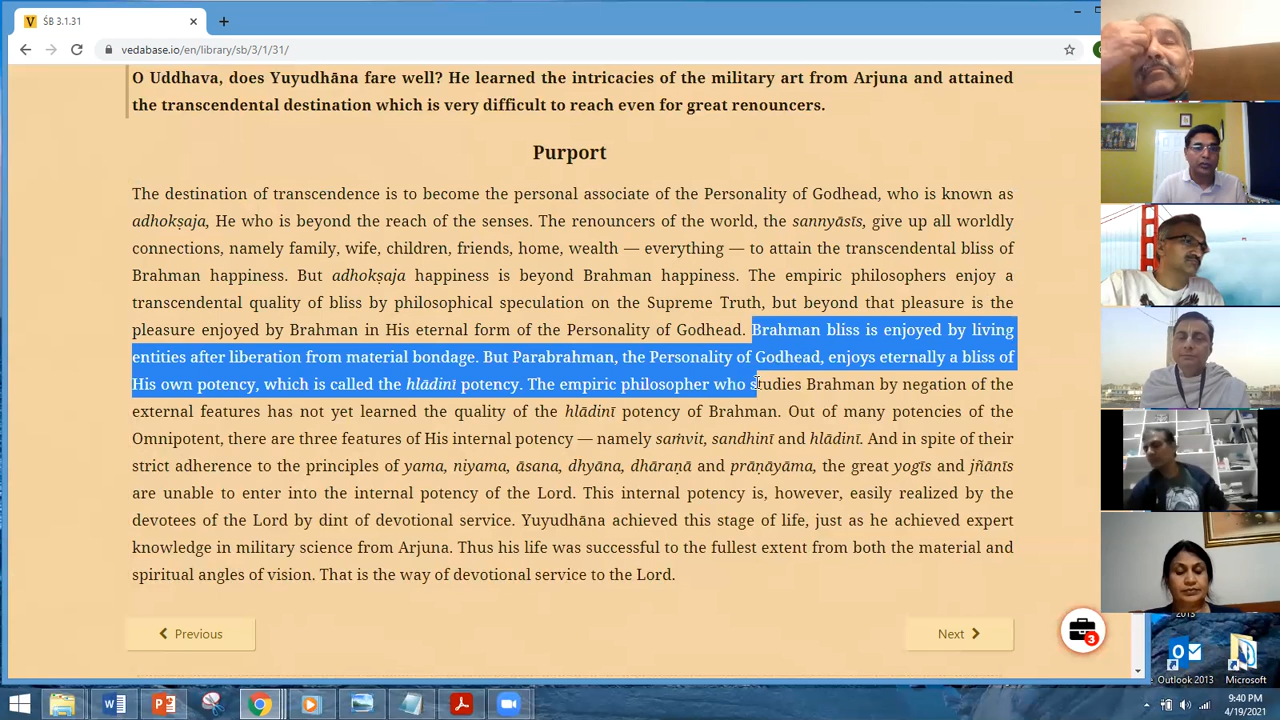 ŚB 3.1.31
vedabase.io/en/library/sb/3/1/31/
O Uddhava, does Yuyudhāna fare well? He learned the intricacies of the military art from Arjuna and attained
the transcendental destination which is very difficult to reach even for great renouncers.
Purport
The destination of transcendence is to become the personal associate of the Personality of Godhead, who is known as
adhokṣaja, He who is beyond the reach of the senses. The renouncers of the world, the sannyāsīs, give up all worldly
connections, namely family, wife, children, friends, home, wealth — everything — to attain the transcendental bliss of
Brahman happiness. But adhokṣaja happiness is beyond Brahman happiness. The empiric philosophers enjoy a
transcendental quality of bliss by philosophical speculation on the Supreme Truth, but beyond that pleasure is the
pleasure enjoyed by Brahman in His eternal form of the Personality of Godhead. Brahman bliss is enjoyed by living
entities after liberation from material bondage. But Parabrahman, the Personality of Godhead, enjoys eternally a bliss of
His own potency, which is called the hlādinī potency. The empiric philosopher who studies Brahman by negation of the
external features has not yet learned the quality of the hlādinī potency of Brahman. Out of many potencies of the
Omnipotent, there are three features of His internal potency — namely saṁvit, sandhinī and hlādinī. And in spite of their
strict adherence to the principles of yama, niyama, āsana, dhyāna, dhāraṇā and prāṇāyāma, the great yogīs and jñānīs
are unable to enter into the internal potency of the Lord. This internal potency is, however, easily realized by the
devotees of the Lord by dint of devotional service. Yuyudhāna achieved this stage of life, just as he achieved expert
knowledge in military science from Arjuna. Thus his life was successful to the fullest extent from both the material and
spiritual angles of vision. That is the way of devotional service to the Lord.
Previous
Next
3
2013
Outlook 2013
Microsoft
9:40 PM
4/19/2021